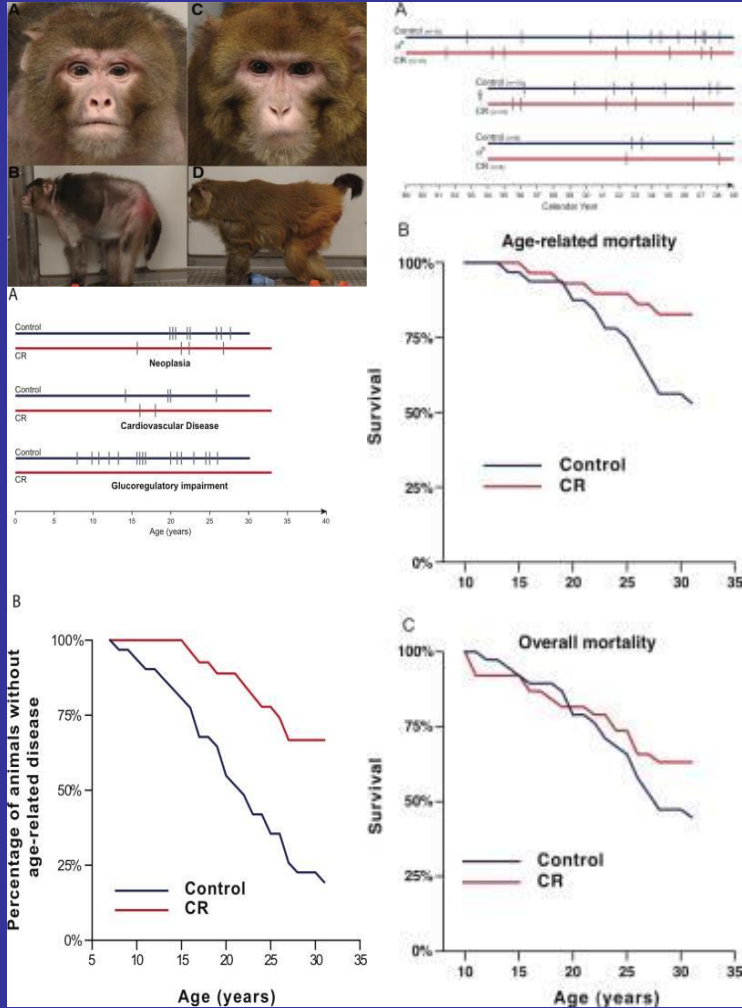 A
C
B
D
A
Control
CR
Neoplasia
Control
CR
Cardiovascular Disease
Control
CR
Glucoregulatory impairment
0 5 10 15 20 25 30 35 40
Age (years)
B
Percentage of animals without
age-related disease
100%
75%
50%
25%
0%
Control
CR
5 10 15 20 25 30 35
Age (years)
A
Control
CR
Control
CR
Control
CR
Calendar Year
B
Age-related mortality
Survival
100%
75%
50%
25%
0%
Control
CR
10 15 20 25 30 35
C
Overall mortality
Survival
100%
75%
50%
25%
0%
Control
CR
10 15 20 25 30 35
Age (years)